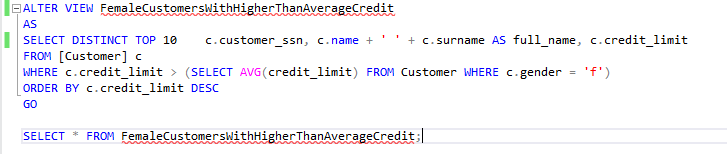 ALTER VIEW FemaleCustomersWithHigherThanAverageCredit
AS
SELECT DISTINCT TOP 10    c.customer_ssn, c.name + ' ' + c.surname AS full_name, c.credit_limit
FROM [Customer] c
WHERE c.credit_limit > (SELECT AVG(credit_limit) FROM Customer WHERE c.gender = 'f')
ORDER BY c.credit_limit DESC
GO

SELECT * FROM FemaleCustomersWithHigherThanAverageCredit;